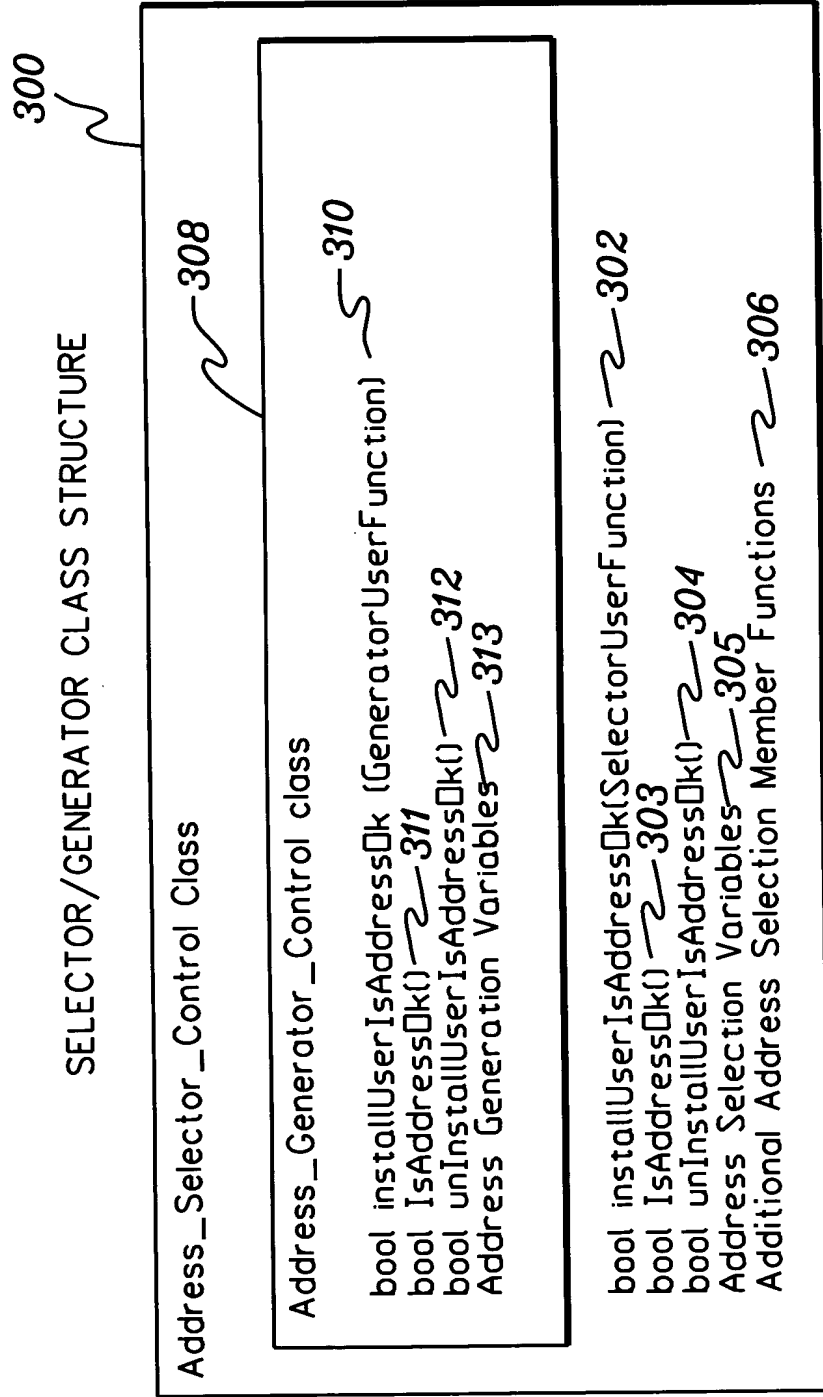 SELECTOR/GENERATOR CLASS STRUCTURE
300
Address_Selector_Control Class
308
Address_Generator_Control class
bool installUserIsAddressOk (GeneratorUserFunction) 310
bool IsAddressOk() 311
bool unInstallUserIsAddressOk() 312
Address Generation Variables 313
bool installUserIsAddressOk(SelectorUserFunction) 302
bool IsAddressOk() 303
bool unInstallUserIsAddressOk() 304
Address Selection Variables 305
Additional Address Selection Member Functions 306